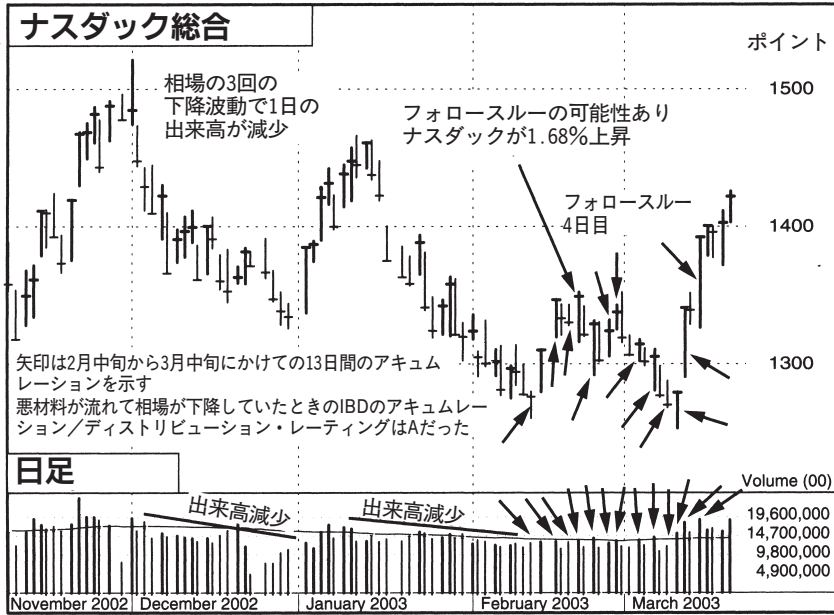 ナスダック総合
ポイント
相場の3回の
下降波動で1日の
出来高が減少
1500
フォロースルーの可能性あり
ナスダックが1.68%上昇
フォロースルー
4日目
1400
1300
矢印は2月中旬から3月中旬にかけての13日間のアキュム
レーションを示す
悪材料が流れて相場が下降していたときのIBDのアキュムレー
ション／ディストリビューション・レーティングはAだった
日足
Volume (00)
出来高減少
出来高減少
19,600,000
14,700,000
9,800,000
4,900,000
November 2002
December 2002
January 2003
February 2003
March 2003